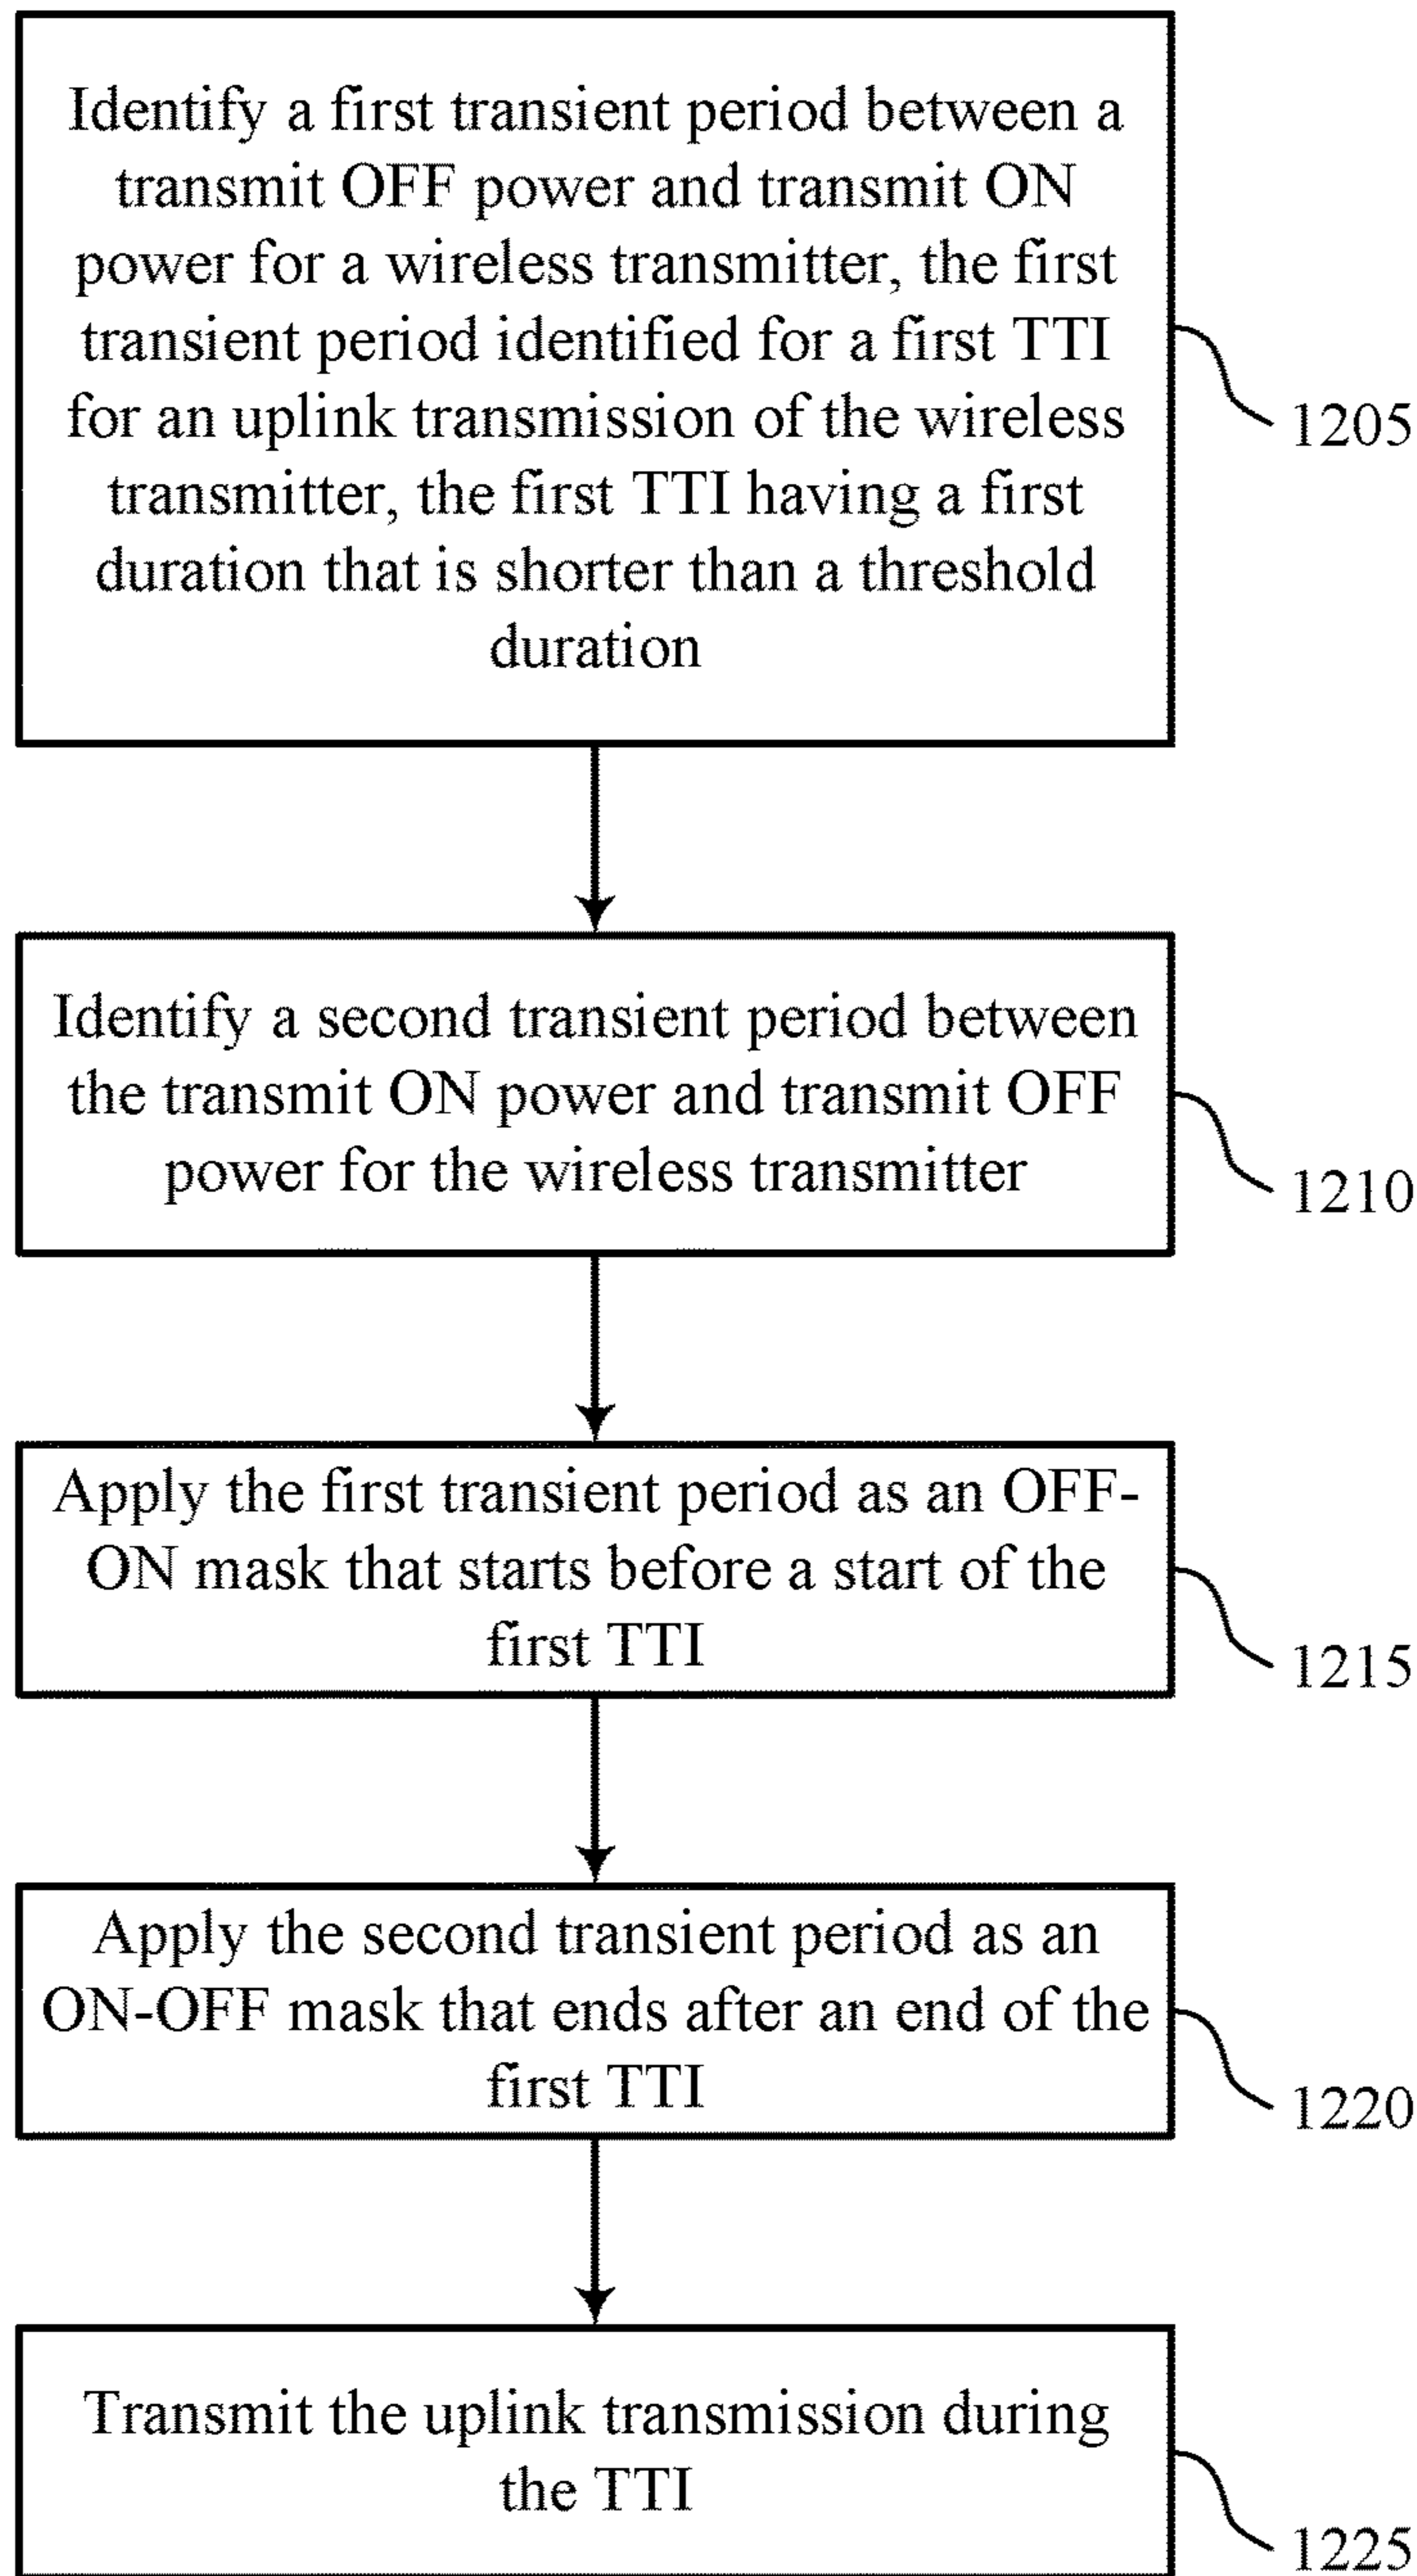 Identify a first transient period between a
transmit OFF power and transmit ON
power for a wireless transmitter, the first
transient period identified for a first TTI
for an uplink transmission of the wireless
transmitter, the first TTI having a first
duration that is shorter than a threshold
duration
1205
Identify a second transient period between
the transmit ON power and transmit OFF
power for the wireless transmitter
1210
Apply the first transient period as an OFF-
ON mask that starts before a start of the
first TTI
1215
Apply the second transient period as an
ON-OFF mask that ends after an end of the
first TTI
1220
Transmit the uplink transmission during
the TTI
1225